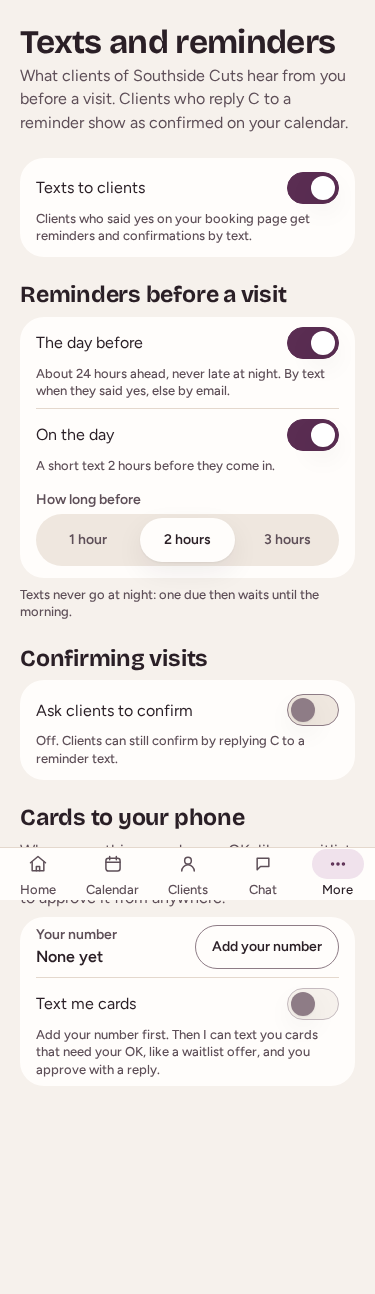 Texts and reminders
What clients of Southside Cuts hear from you
before a visit. Clients who reply C to a
reminder show as confirmed on your calendar.
Texts to clients
Clients who said yes on your booking page get
reminders and confirmations by text.
Reminders before a visit
The day before
About 24 hours ahead, never late at night. By text
when they said yes, else by email.
On the day
A short text 2 hours before they come in.
How long before
1 hour
2 hours
3 hours
Texts never go at night: one due then waits until the
morning.
Confirming visits
Ask clients to confirm
Off. Clients can still confirm by replying C to a
reminder text.
Cards to your phone
Home
Calendar
Clients
Chat
More
to approve it from anywhere.
Your number
None yet
Add your number
Text me cards
Add your number first. Then I can text you cards
that need your OK, like a waitlist offer, and you
approve with a reply.